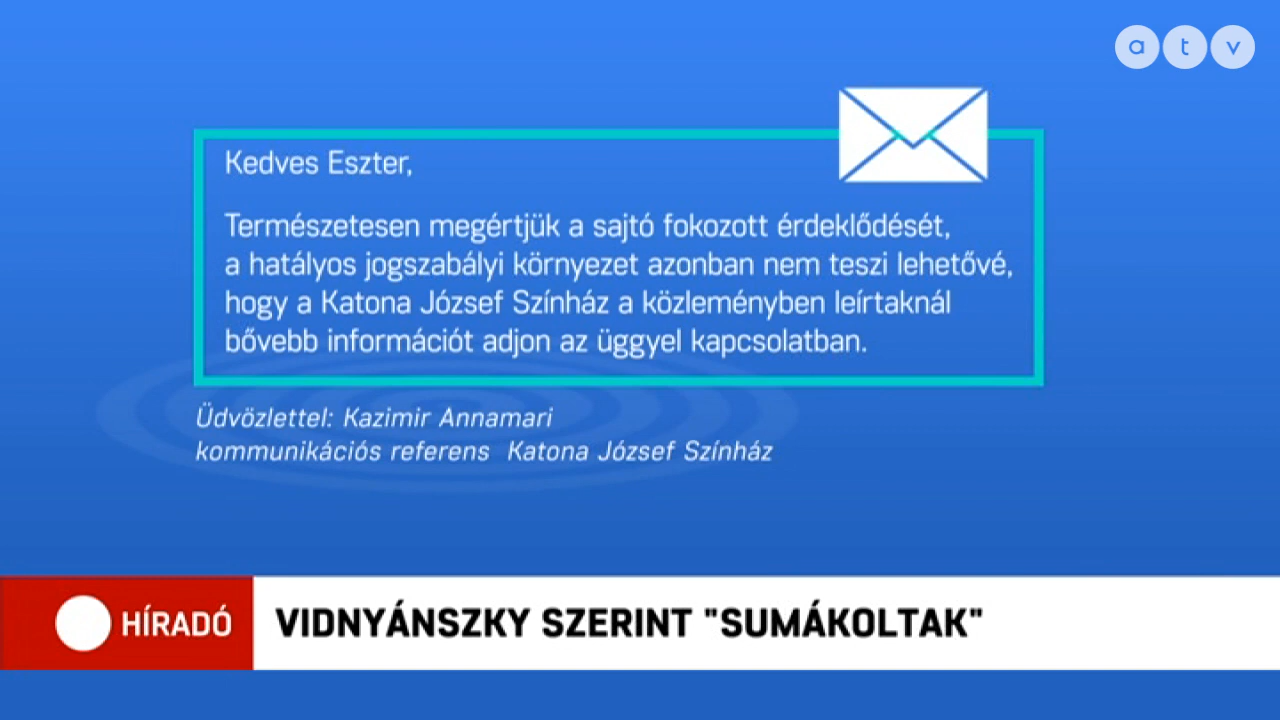 atv
Kedves Eszter,
Természetesen megértjük a sajtó fokozott érdeklődését,
a hatályos jogszabályi környezet azonban nem teszi lehetővé,
hogy a Katona József Színház a közleményben leírtaknál
bővebb információt adjon az üggyel kapcsolatban.
Üdvözlettel: Kazimir Annamari
kommunikációs referens Katona József Színház
HÍRADÓ
VIDNYÁNSZKY SZERINT "SUMÁKOLTAK"